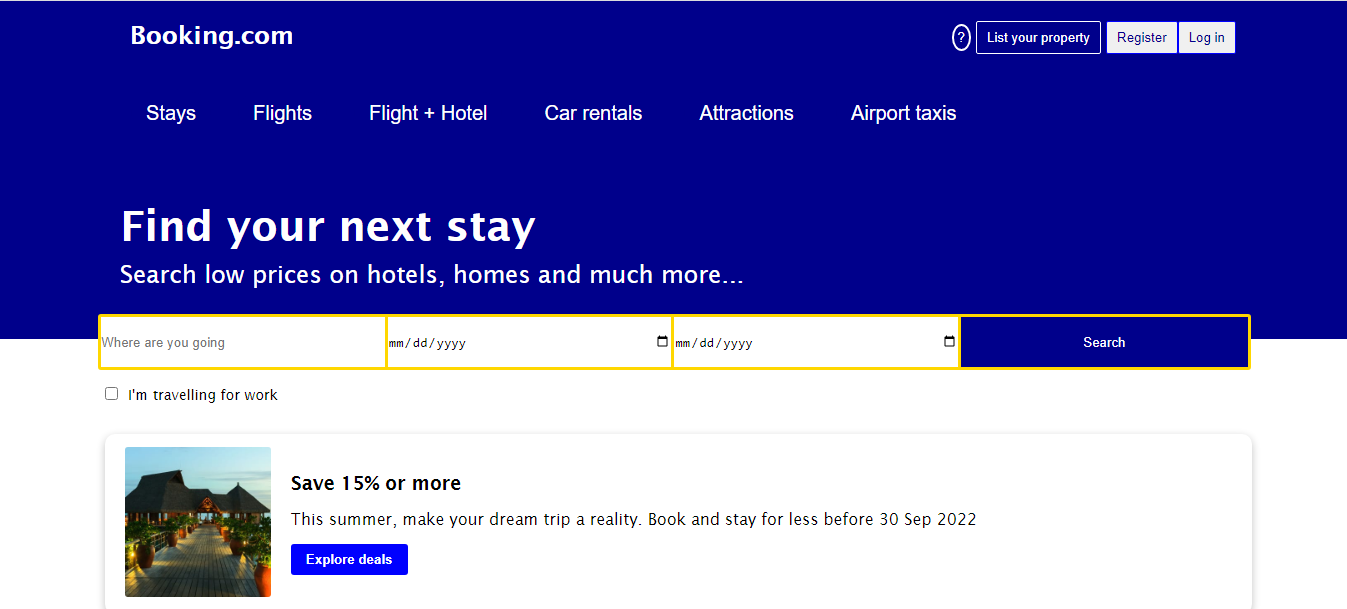 Booking.com
?
List your property
Register
Log in
Stays
Flights
Flight + Hotel
Car rentals
Attractions
Airport taxis
Find your next stay
Search low prices on hotels, homes and much more...
Where are you going
mm/dd/yyyy
mm/dd/yyyy
Search
I'm travelling for work
Save 15% or more
This summer, make your dream trip a reality. Book and stay for less before 30 Sep 2022
Explore deals